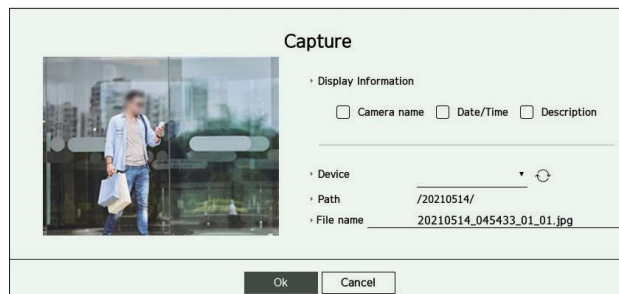 Capture
Display Information
Camera name Date/Time Description
Device
Path /20210514/
File name 20210514_045433_01_01.jpg
Ok Cancel